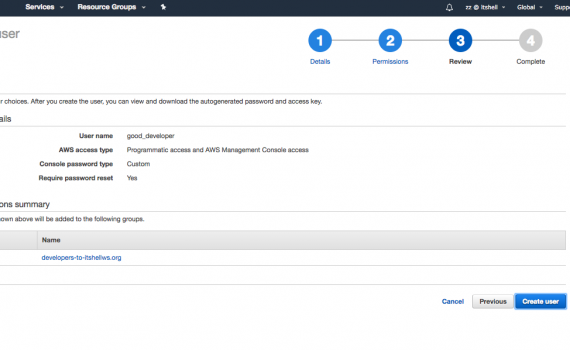 Services Resource Groups zz @ itshell Global Suppo
user
1 2 3 4
Details Permissions Review Complete
r choices. After you create the user, you can view and download the autogenerated password and access key.
ails
User name good_developer
AWS access type Programmatic access and AWS Management Console access
Console password type Custom
Require password reset Yes
ons summary
hown above will be added to the following groups.
Name
developers-to-itshellws.org
Cancel Previous Create user